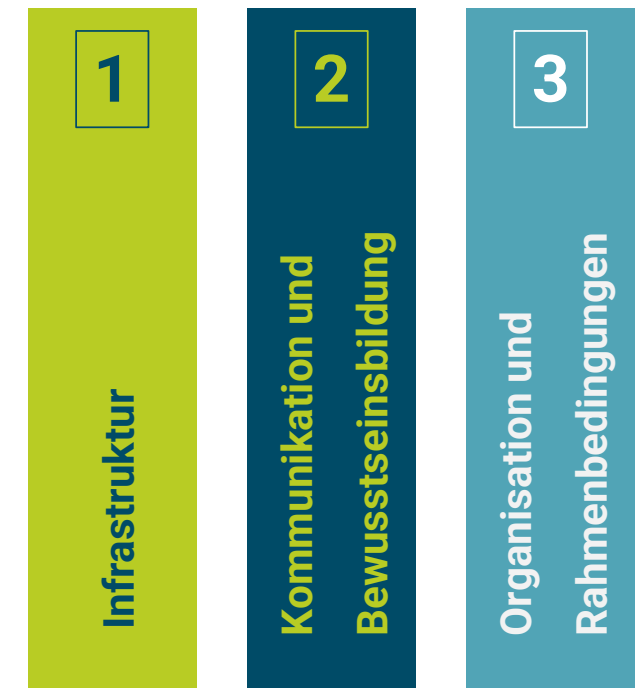 1
Infrastruktur
2
Kommunikation und
Bewusstseinsbildung
3
Organisation und
Rahmenbedingungen